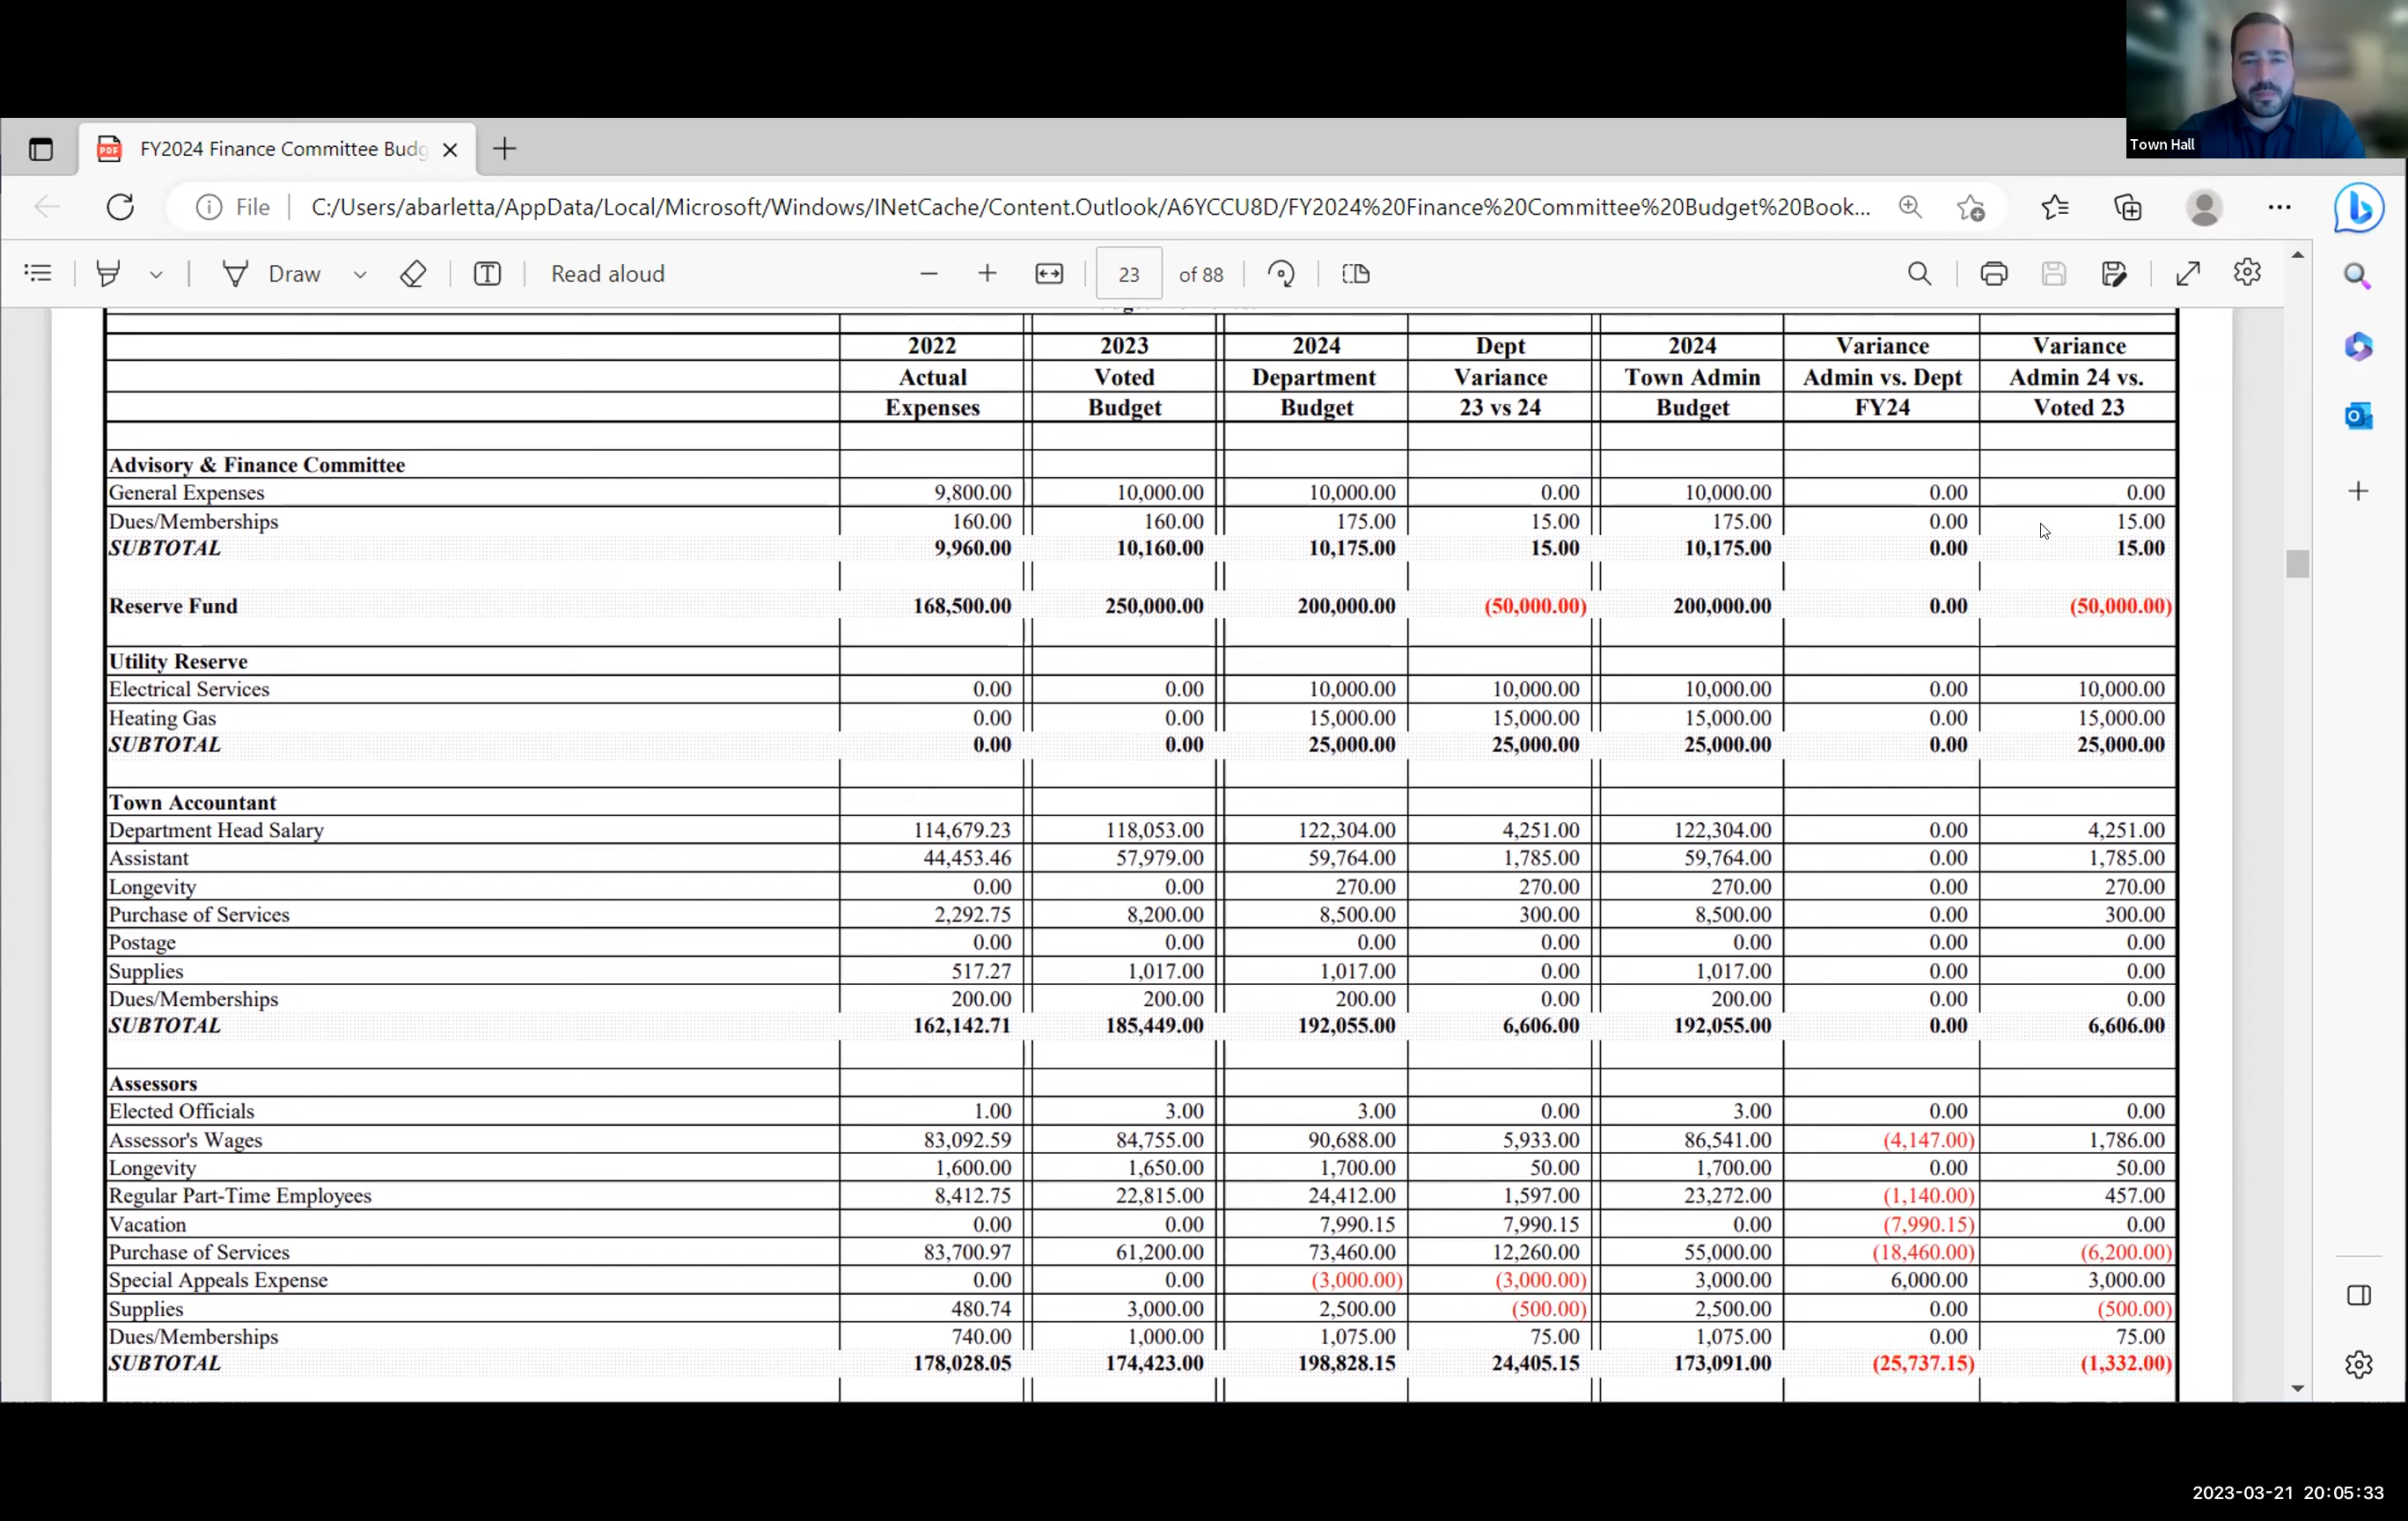 Town Hall
FY2024 Finance Committee Budg
File C:/Users/abarletta/AppData/Local/Microsoft/Windows/INetCache/Content.Outlook/A6YCCU8D/FY2024%20Finance%20Committee%20Budget%20Book...
Draw Read aloud 23 of 88
2022 2023 2024 Dept 2024 Variance Variance
Actual Voted Department Variance Town Admin Admin vs. Dept Admin 24 vs.
Expenses Budget Budget 23 vs 24 Budget FY24 Voted 23
Advisory & Finance Committee
General Expenses 9,800.00 10,000.00 10,000.00 0.00 10,000.00 0.00 0.00
Dues/Memberships 160.00 160.00 175.00 15.00 175.00 0.00 15.00
SUBTOTAL 9,960.00 10,160.00 10,175.00 15.00 10,175.00 0.00 15.00
Reserve Fund 168,500.00 250,000.00 200,000.00 (50,000.00) 200,000.00 0.00 (50,000.00)
Utility Reserve
Electrical Services 0.00 0.00 10,000.00 10,000.00 10,000.00 0.00 10,000.00
Heating Gas 0.00 0.00 15,000.00 15,000.00 15,000.00 0.00 15,000.00
SUBTOTAL 0.00 0.00 25,000.00 25,000.00 25,000.00 0.00 25,000.00
Town Accountant
Department Head Salary 114,679.23 118,053.00 122,304.00 4,251.00 122,304.00 0.00 4,251.00
Assistant 44,453.46 57,979.00 59,764.00 1,785.00 59,764.00 0.00 1,785.00
Longevity 0.00 0.00 270.00 270.00 270.00 0.00 270.00
Purchase of Services 2,292.75 8,200.00 8,500.00 300.00 8,500.00 0.00 300.00
Postage 0.00 0.00 0.00 0.00 0.00 0.00 0.00
Supplies 517.27 1,017.00 1,017.00 0.00 1,017.00 0.00 0.00
Dues/Memberships 200.00 200.00 200.00 0.00 200.00 0.00 0.00
SUBTOTAL 162,142.71 185,449.00 192,055.00 6,606.00 192,055.00 0.00 6,606.00
Assessors
Elected Officials 1.00 3.00 3.00 0.00 3.00 0.00 0.00
Assessor's Wages 83,092.59 84,755.00 90,688.00 5,933.00 86,541.00 (4,147.00) 1,786.00
Longevity 1,600.00 1,650.00 1,700.00 50.00 1,700.00 0.00 50.00
Regular Part-Time Employees 8,412.75 22,815.00 24,412.00 1,597.00 23,272.00 (1,140.00) 457.00
Vacation 0.00 0.00 7,990.15 7,990.15 0.00 (7,990.15) 0.00
Purchase of Services 83,700.97 61,200.00 73,460.00 12,260.00 55,000.00 (18,460.00) (6,200.00)
Special Appeals Expense 0.00 0.00 (3,000.00) (3,000.00) 3,000.00 6,000.00 3,000.00
Supplies 480.74 3,000.00 2,500.00 (500.00) 2,500.00 0.00 (500.00)
Dues/Memberships 740.00 1,000.00 1,075.00 75.00 1,075.00 0.00 75.00
SUBTOTAL 178,028.05 174,423.00 198,828.15 24,405.15 173,091.00 (25,737.15) (1,332.00)
2023-03-21 20:05:33